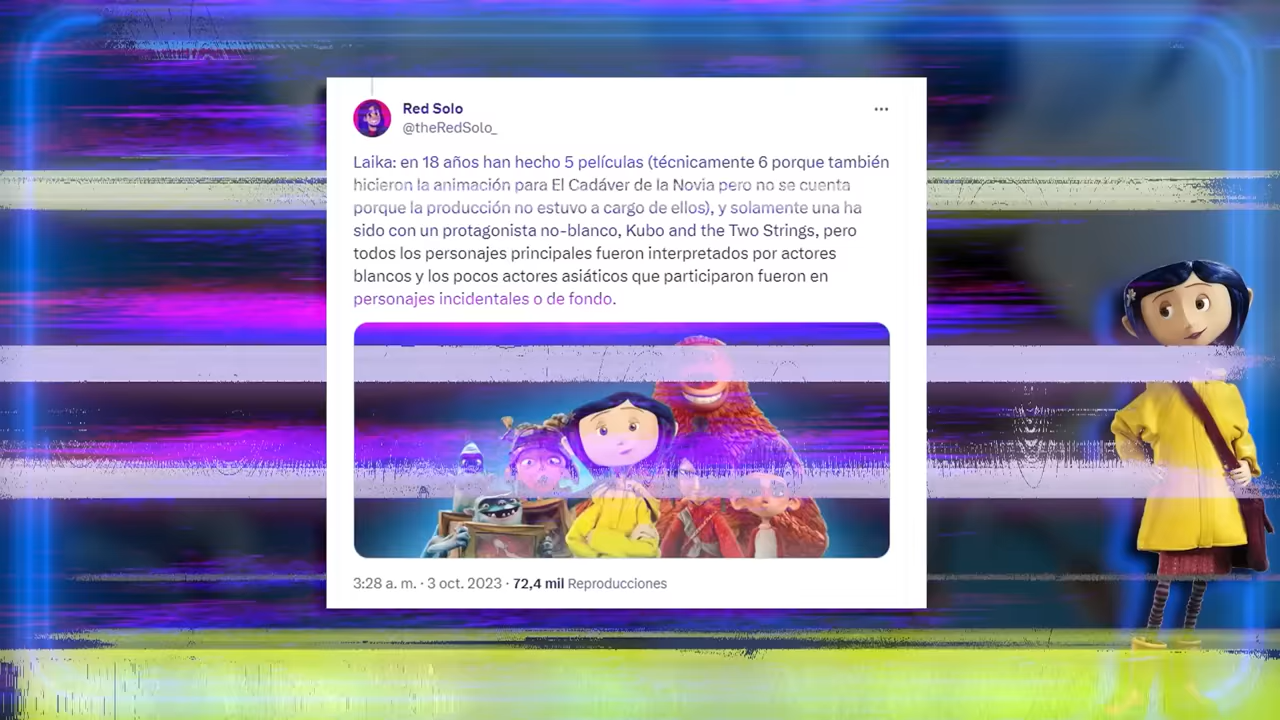 Red Solo
@theRedSolo_
Laika: en 18 años han hecho 5 películas (técnicamente 6 porque también
hicieron la animación para El Cadáver de la Novia pero no se cuenta
porque la producción no estuvo a cargo de ellos), y solamente una ha
sido con un protagonista no-blanco, Kubo and the Two Strings, pero
todos los personajes principales fueron interpretados por actores
blancos y los pocos actores asiáticos que participaron fueron en
personajes incidentales o de fondo.
3:28 a. m. · 3 oct. 2023 · 72,4 mil Reproducciones